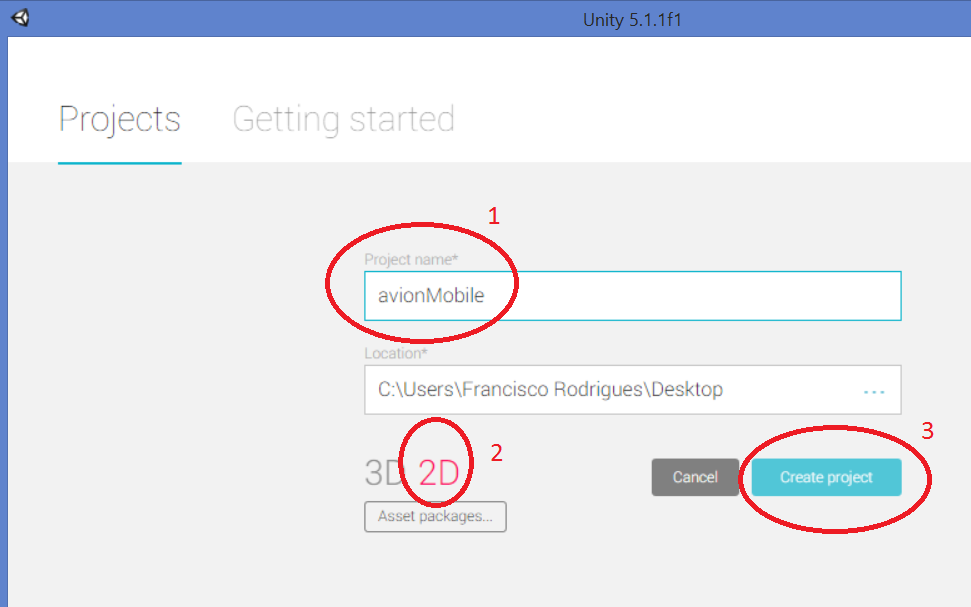 Unity 5.1.1f1
Projects
Getting started
1
Project name*
avionMobile
Location*
C:\Users\Francisco Rodrigues\Desktop
...
3D 2D 2
Cancel
Create project
3
Asset packages...